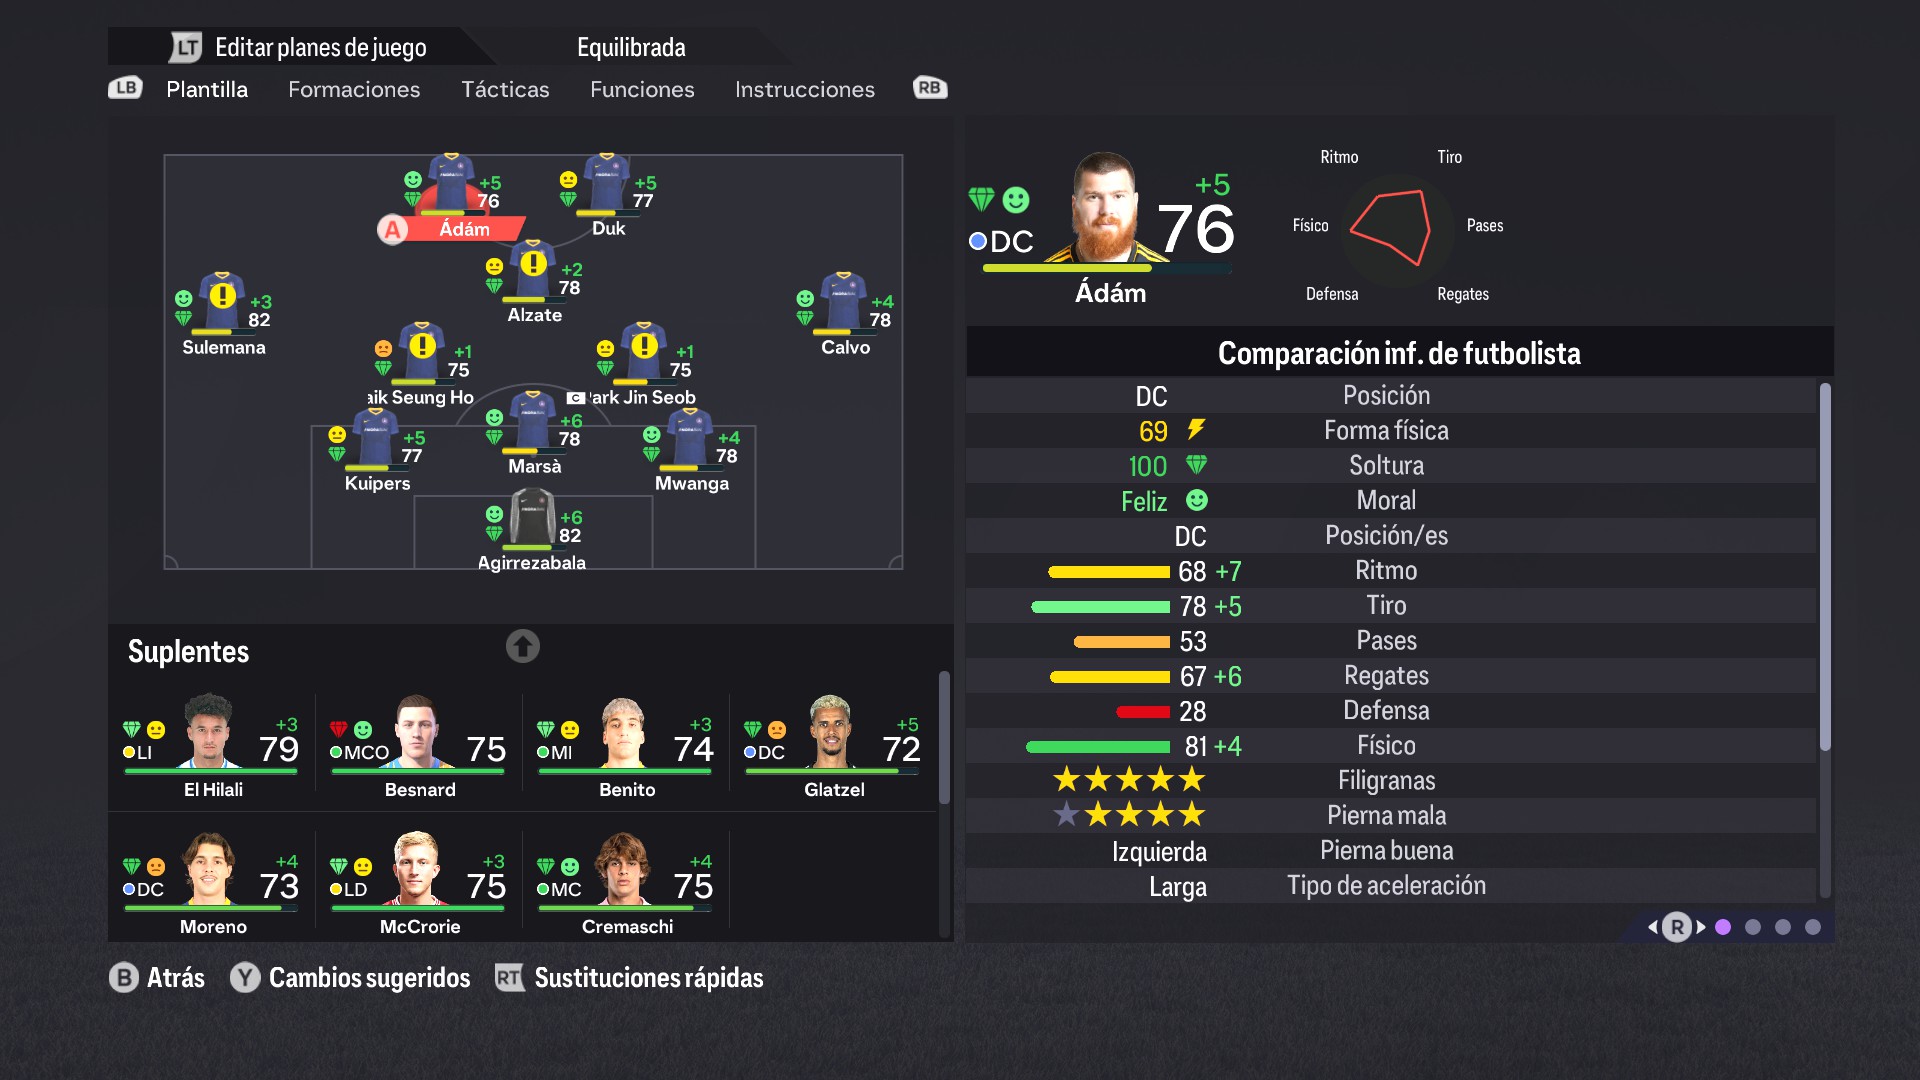 LT Editar planes de juego Equilibrada
LB Plantilla Formaciones Tácticas Funciones Instrucciones RB
+5 76 A Ádám
+5 77 Duk
+2 78 Alzate
+3 82 Sulemana
+4 78 Calvo
+1 75 aik Seung Ho
+1 75 C ark Jin Seob
+5 77 Kuipers
+6 78 Marsà
+4 78 Mwanga
+6 82 Agirrezabala
Suplentes
LI +3 79 El Hilali
MCO 75 Besnard
MI +3 74 Benito
DC +5 72 Glatzel
DC +4 73 Moreno
LD +3 75 McCrorie
MC +4 75 Cremaschi
DC +5 76 Ádám
Ritmo Tiro
Físico Pases
Defensa Regates
Comparación inf. de futbolista
DC Posición
69 Forma física
100 Soltura
Feliz Moral
DC Posición/es
68 +7 Ritmo
78 +5 Tiro
53 Pases
67 +6 Regates
28 Defensa
81 +4 Físico
Filigranas
Pierna mala
Izquierda Pierna buena
Larga Tipo de aceleración
R
B Atrás Y Cambios sugeridos RT Sustituciones rápidas